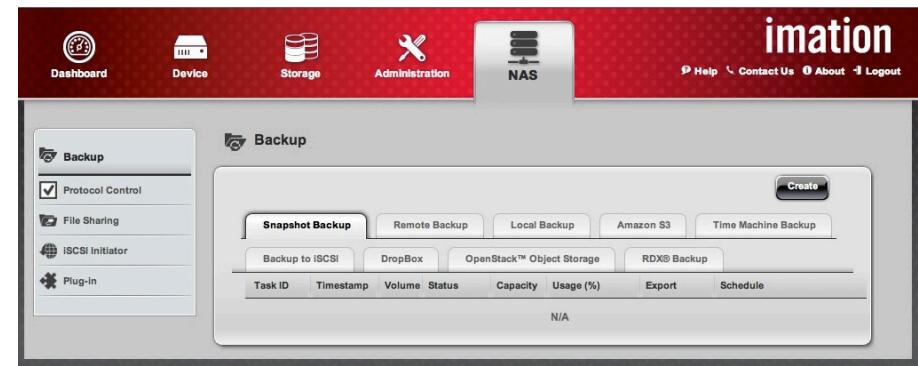 imation
Dashboard Device Storage Administration NAS Help Contact Us About Logout
Backup
Backup
Protocol Control
File Sharing
iSCSI Initiator
Plug-in
Create
Snapshot Backup Remote Backup Local Backup Amazon S3 Time Machine Backup
Backup to iSCSI DropBox OpenStack™ Object Storage RDX® Backup
Task ID Timestamp Volume Status Capacity Usage (%) Export Schedule
N/A